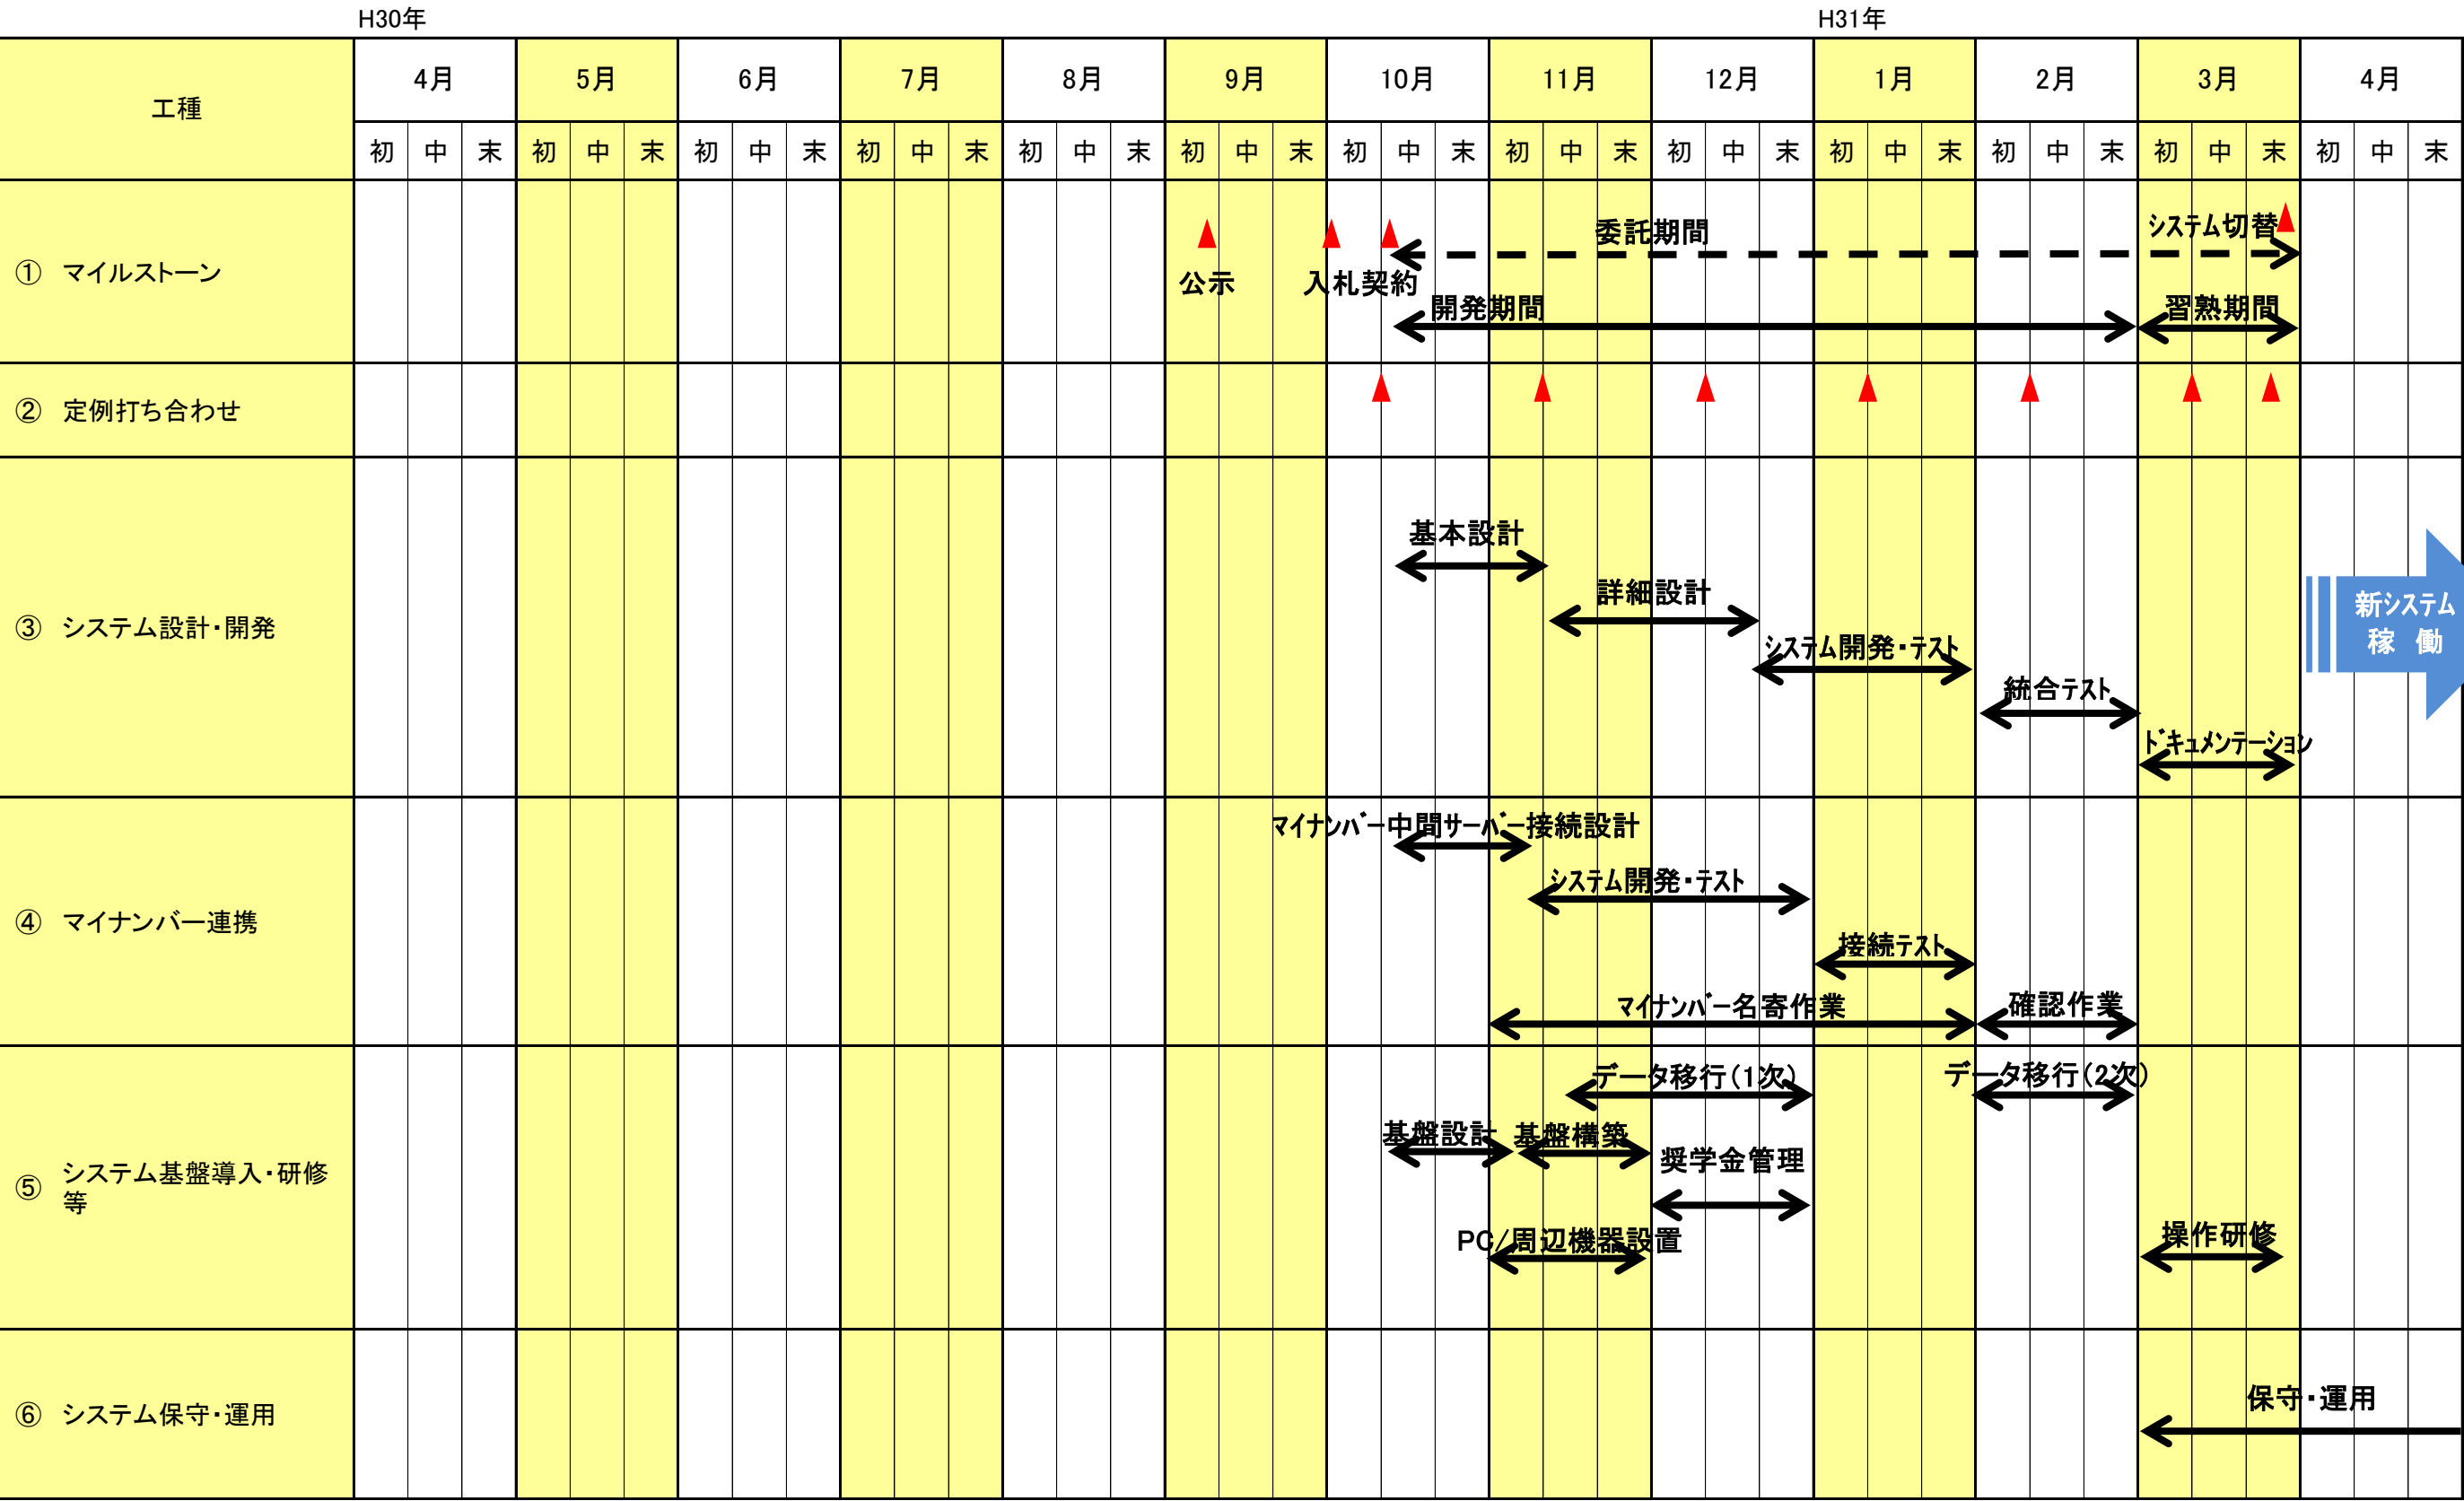 H30年 H31年
工種 4月 5月 6月 7月 8月 9月 10月 11月 12月 1月 2月 3月 4月
初 中 末 初 中 末 初 中 末 初 中 末 初 中 末 初 中 末 初 中 末 初 中 末 初 中 末 初 中 末 初 中 末 初 中 末 初 中 末
① マイルストーン
委託期間
システム切替
公示 入札契約
開発期間
習熟期間
② 定例打ち合わせ
③ システム設計・開発
基本設計
詳細設計
システム開発・テスト
統合テスト
ドキュメンテーション
新システム
稼 働
④ マイナンバー連携
マイナンバー中間サーバー接続設計
システム開発・テスト
接続テスト
マイナンバー名寄作業
確認作業
⑤ システム基盤導入・研修
等
データ移行(1次)
データ移行(2次)
基盤設計
基盤構築
奨学金管理
PC/周辺機器設置
操作研修
⑥ システム保守・運用
保守・運用